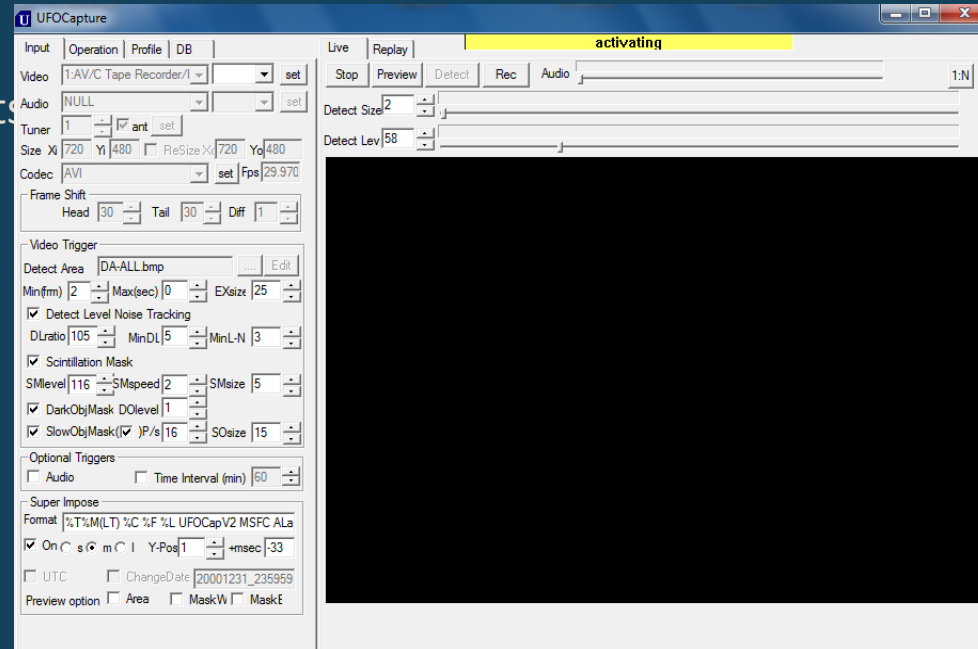 UFOCapture
Input Operation Profile DB
Live Replay activating
Video 1:AV/C Tape Recorder/ set
Stop Preview Detect Rec Audio 1:N
Audio NULL set
Detect Size 2
Tuner 1 ant set
Detect Lev 58
Size Xi 720 Yi 480 ReSize Xo 720 Yo 480
Codec AVI set Fps 29.970
Frame Shift
Head 30 Tail 30 Diff 1
Video Trigger
Detect Area DA-ALL.bmp .... Edit
Min(frm) 2 Max(sec) 0 EXsize 25
Detect Level Noise Tracking
DLratio 105 MinDL 5 MinL-N 3
Scintillation Mask
SMlevel 116 SMspeed 2 SMsize 5
DarkObjMask DOlevel 1
SlowObjMask( )P/s 16 SOsize 15
Optional Triggers
Audio Time Interval (min) 60
Super Impose
Format %T%M(LT) %C %F %L UFOCapV2 MSFC ALa
On s m l Y-Pos 1 +msec -33
UTC ChangeDate 20001231_235959
Preview option Area MaskW MaskE